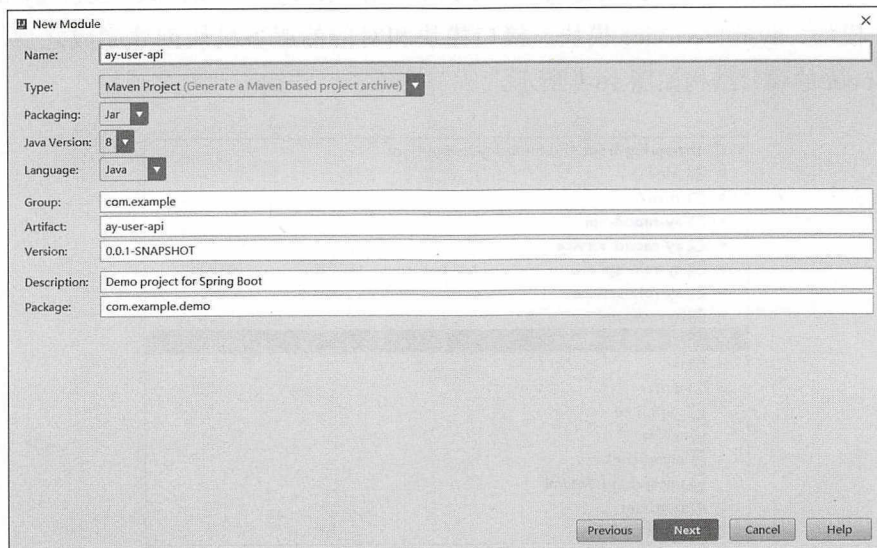 New Module
Name: ay-user-api
Type: Maven Project (Generate a Maven based project archive)
Packaging: Jar
Java Version: 8
Language: Java
Group: com.example
Artifact: ay-user-api
Version: 0.0.1-SNAPSHOT
Description: Demo project for Spring Boot
Package: com.example.demo
Previous Next Cancel Help